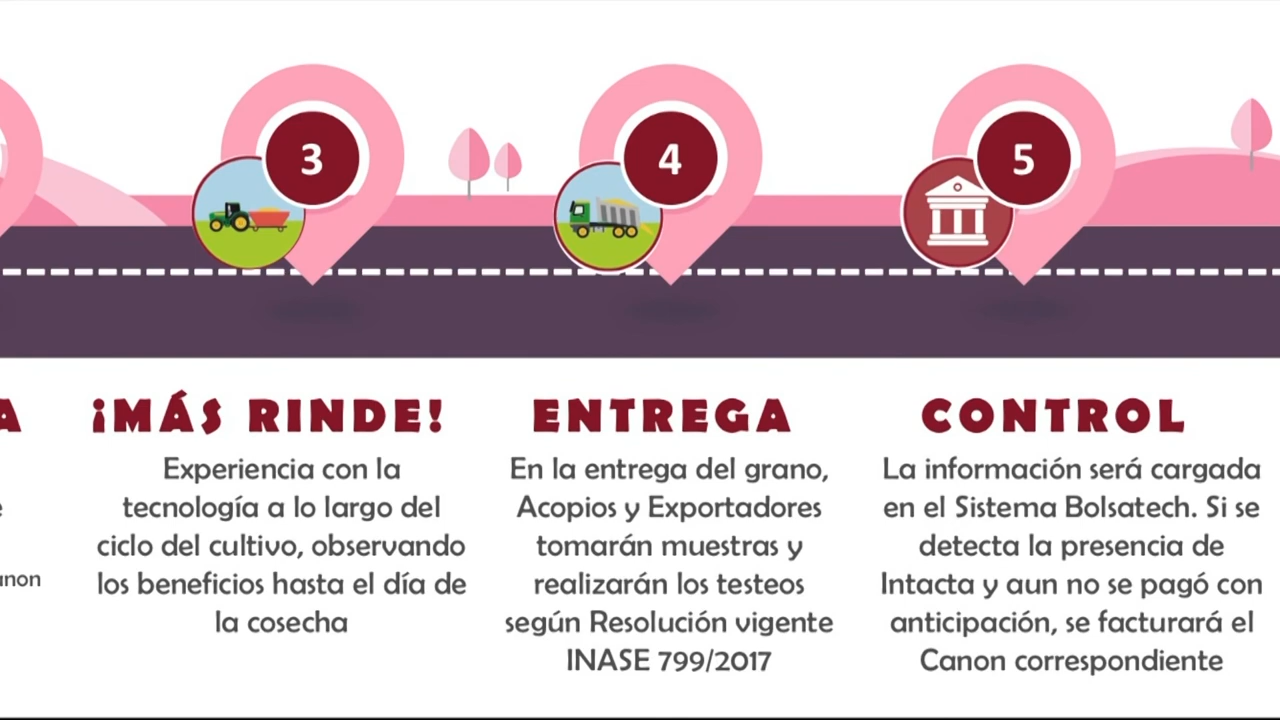 3
4
5
A
¡MÁS RINDE!
ENTREGA
CONTROL
Experiencia con la
tecnología a lo largo del
ciclo del cultivo, observando
los beneficios hasta el día de
la cosecha
En la entrega del grano,
Acopios y Exportadores
tomarán muestras y
realizarán los testeos
según Resolución vigente
INASE 799/2017
La información será cargada
en el Sistema Bolsatech. Si se
detecta la presencia de
Intacta y aun no se pagó con
anticipación, se facturará el
Canon correspondiente